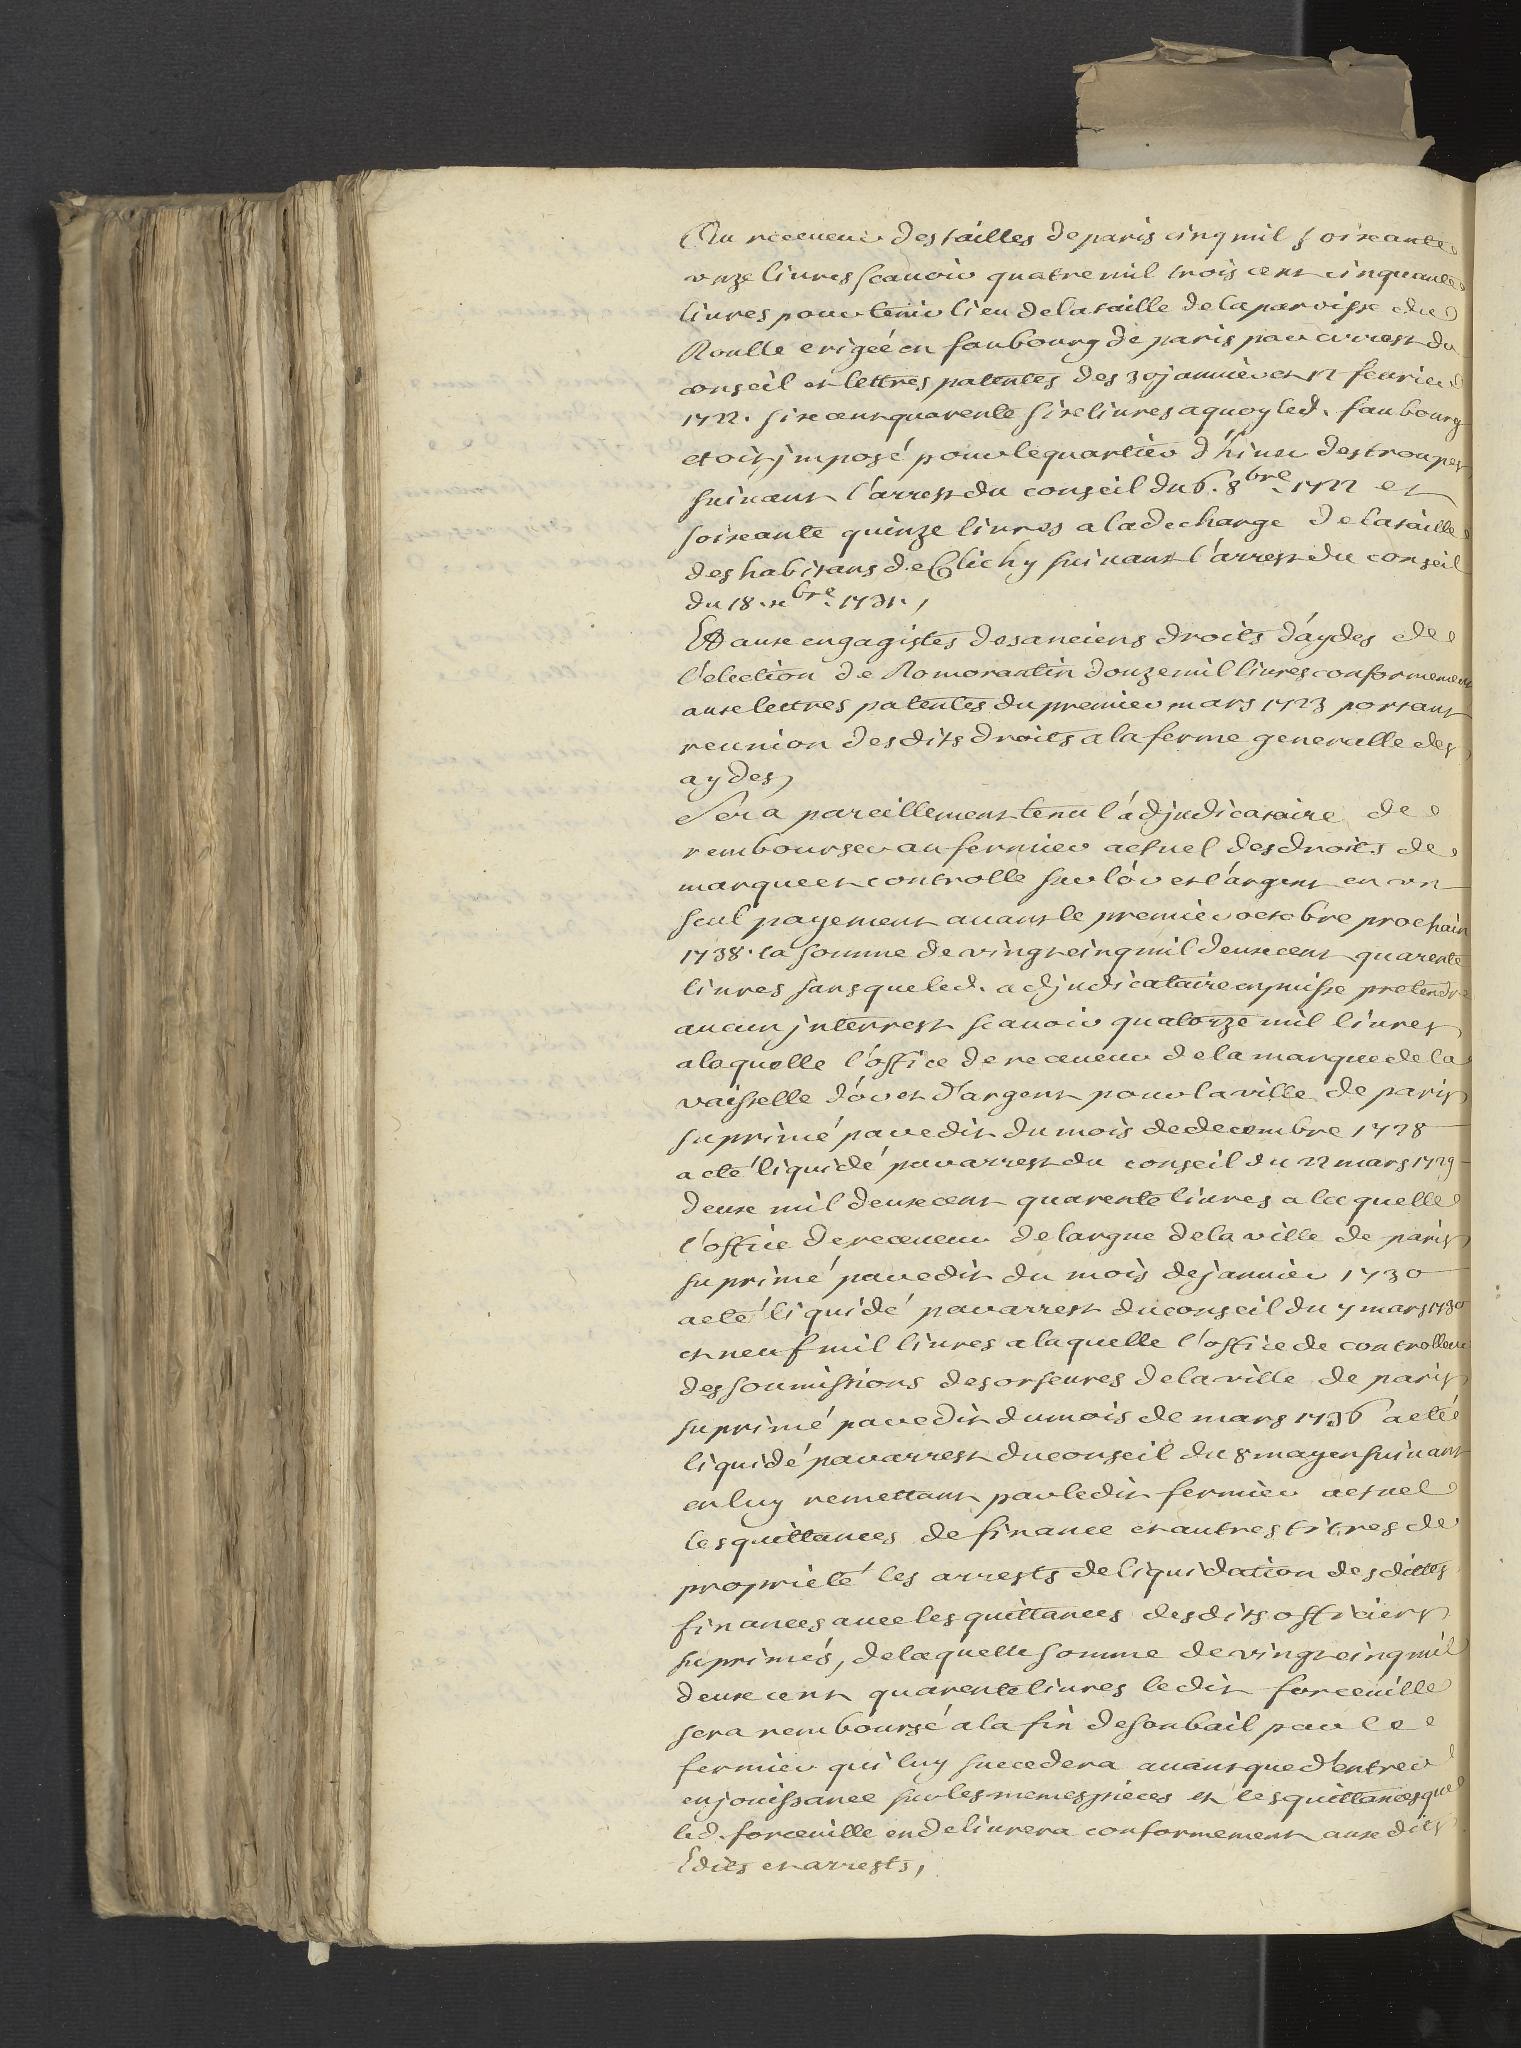 Au receveur des tailles de paris cinq mil soixante
onze livres scavoir quatre mil trois cent cinquante
livres pour tenir lieu de la taille de la paroisse du
Roulle erigée en faubourg de paris par arrest du
conseil et lettres patentes des 30 janvier et 12 fevrier
1722. six cent quarente six livres a quoy led. faubourg
etoit imposé pour le quartier d'hiver des troupes
suivant l'arrest du conseil du 6. 8bre. 1722 et
soixante quinze livres a la decharge de la taille
des habitans de Clichy suivant l'arrest du conseil
du 18. xbre. 1731.,
Et aux engagistes des anciens droits d'aydes de
l'election de Romorantin douze mil livres conformement
aux lettres patentes du premier mars 1723 portant
reunion desdits droits a la ferme generalle des
aydes,
Sera pareillement tenu l'adjudicataire de
rembourser au fermier actuel des droits de
marque et controlle sur l'or et l'argent en un
seul payement avant le premier octobre prochain
1738. la somme de vingt cinq mil deux cent quarente
livres sans que led. adjudicataire en puisse pretendre
aucun interrest scavoir quatorze mil livres
a laquelle l'office de receveur de la marque de la
vaisselle d'or et d'argent pour la ville de paris
suprimé par edit du mois de decembre 1728
a eté liquidé par arrest du conseil du 22 mars 1729
deux mil deux cent quarente livres a laquelle
l'office de receveur de l'argue de la ville de paris
suprimé par edit du mois de janvier 1730
a eté liquidé par arrest du conseil du 7 mars 1730
et neuf mil livres a laquelle l'office de controlleur
des soumissions des orfevres de la ville de paris
suprimé par edit du mois de mars 1736 a eté
liquidé par arrest du conseil du 8 may en suivant
en luy remettant par ledit fermier actuel
les quittances de finance et autres titres de
proprieté les arrests de liquidation desdittes
finances avec les quittances desdits officiers
suprimés, de laquelle somme de vingt cinq mil
deux cent quarente livres ledit forceville
sera remboursé a la fin de son bail par le
fermier qui luy succedera avant que d'entrer
en jouissance sur les memes pieces et les quittances que
led. forceville en delivrera conformement auxdits
Edits et arrests,